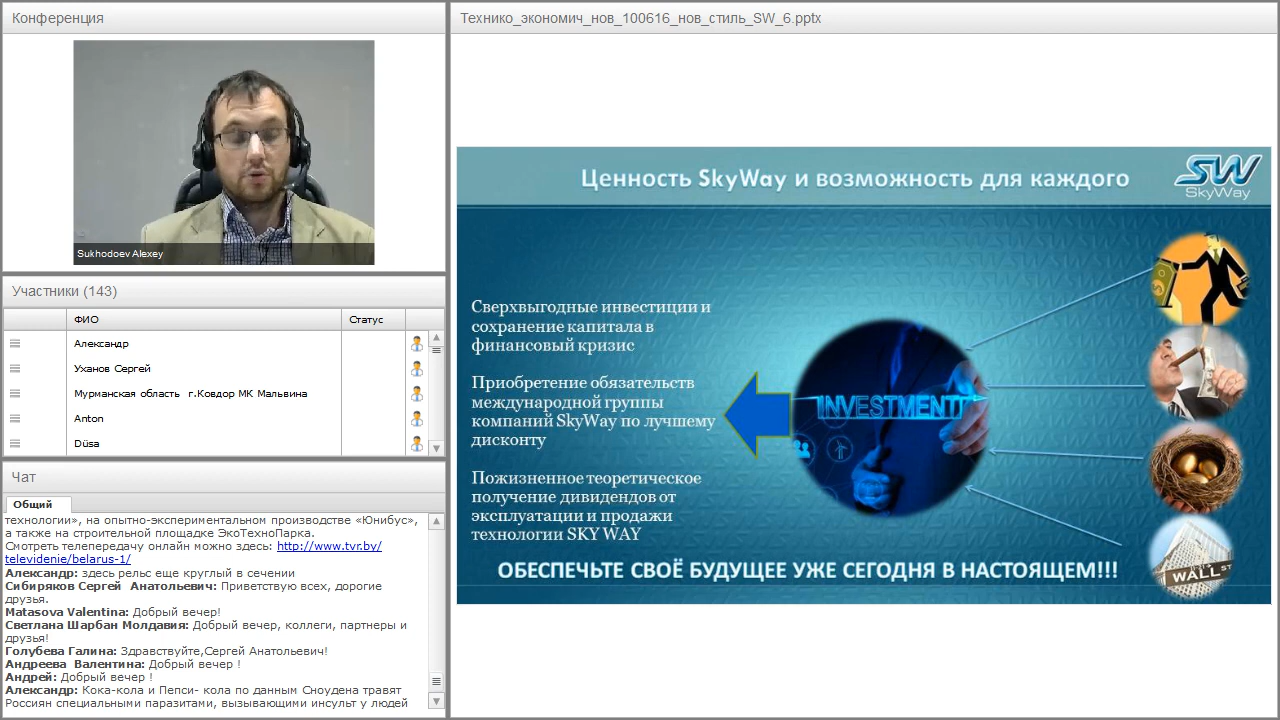 Конференция
Sukhodoev Alexey
Участники (143)
ФИО
Статус
Александр
Уханов Сергей
Мурманская область г.Ковдор МК Мальвина
Anton
Düsa
Чат
Общий
технологии», на опытно-экспериментальном производстве «Юнибус»,
а также на строительной площадке ЭкоТехноПарка.
Смотреть телепередачу онлайн можно здесь: http://www.tvr.by/
televidenie/belarus-1/
Александр: здесь рельс еще круглый в сечении
Сибиряков Сергей Анатольевич: Приветствую всех, дорогие
друзья.
Matasova Valentina: Добрый вечер!
Светлана Шарбан Молдавия: Добрый вечер, коллеги, партнеры и
друзья!
Голубева Галина: Здравствуйте,Сергей Анатольевич!
Андреева Валентина: Добрый вечер !
Андрей: Добрый вечер !
Александр: Кока-кола и Пепси- кола по данным Сноудена травят
Россиян специальными паразитами, вызывающими инсульт у людей
Технико_экономич_нов_100616_нов_стиль_SW_6.pptx
Ценность SkyWay и возможность для каждого
SW
SkyWay
Сверхвыгодные инвестиции и
сохранение капитала в
финансовый кризис
Приобретение обязательств
международной группы
компаний SkyWay по лучшему
дисконту
Пожизненное теоретическое
получение дивидендов от
эксплуатации и продажи
технологии SKY WAY
INVESTMENT
WALL ST
ОБЕСПЕЧЬТЕ СВОЁ БУДУЩЕЕ УЖЕ СЕГОДНЯ В НАСТОЯЩЕМ!!!